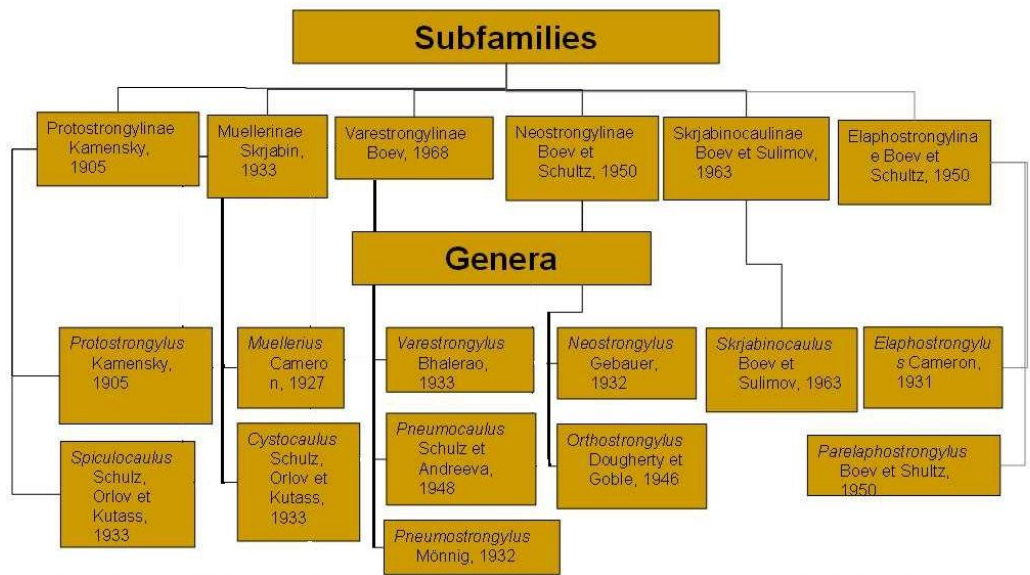 Subfamilies
Protostrongylinae
Kamensky,
1905
Muellerinae
Skrjabin,
1933
Varestrongylinae
Boev, 1968
Neostrongylinae
Boev et
Schultz, 1950
Skrjabinocaulinae
Boev et Sulimov,
1963
Elaphostrongylina
e Boev et
Schultz, 1950
Genera
Protostrongylus
Kamensky,
1905
Muellerius
Camero
n, 1927
Varestrongylus
Bhalerao,
1933
Neostrongylus
Gebauer,
1932
Skrjabinocaulus
Boev et
Sulimov, 1963
Elaphostrongylu
s Cameron,
1931
Spiculocaulus
Schulz,
Orlov et
Kutass,
1933
Cystocaulus
Schulz,
Orlov et
Kutass,
1933
Pneumocaulus
Schulz et
Andreeva,
1948
Orthostrongylus
Dougherty et
Goble, 1946
Parelaphostrongylus
Boev et Shultz,
1950
Pneumostrongylus
Mönnig, 1932